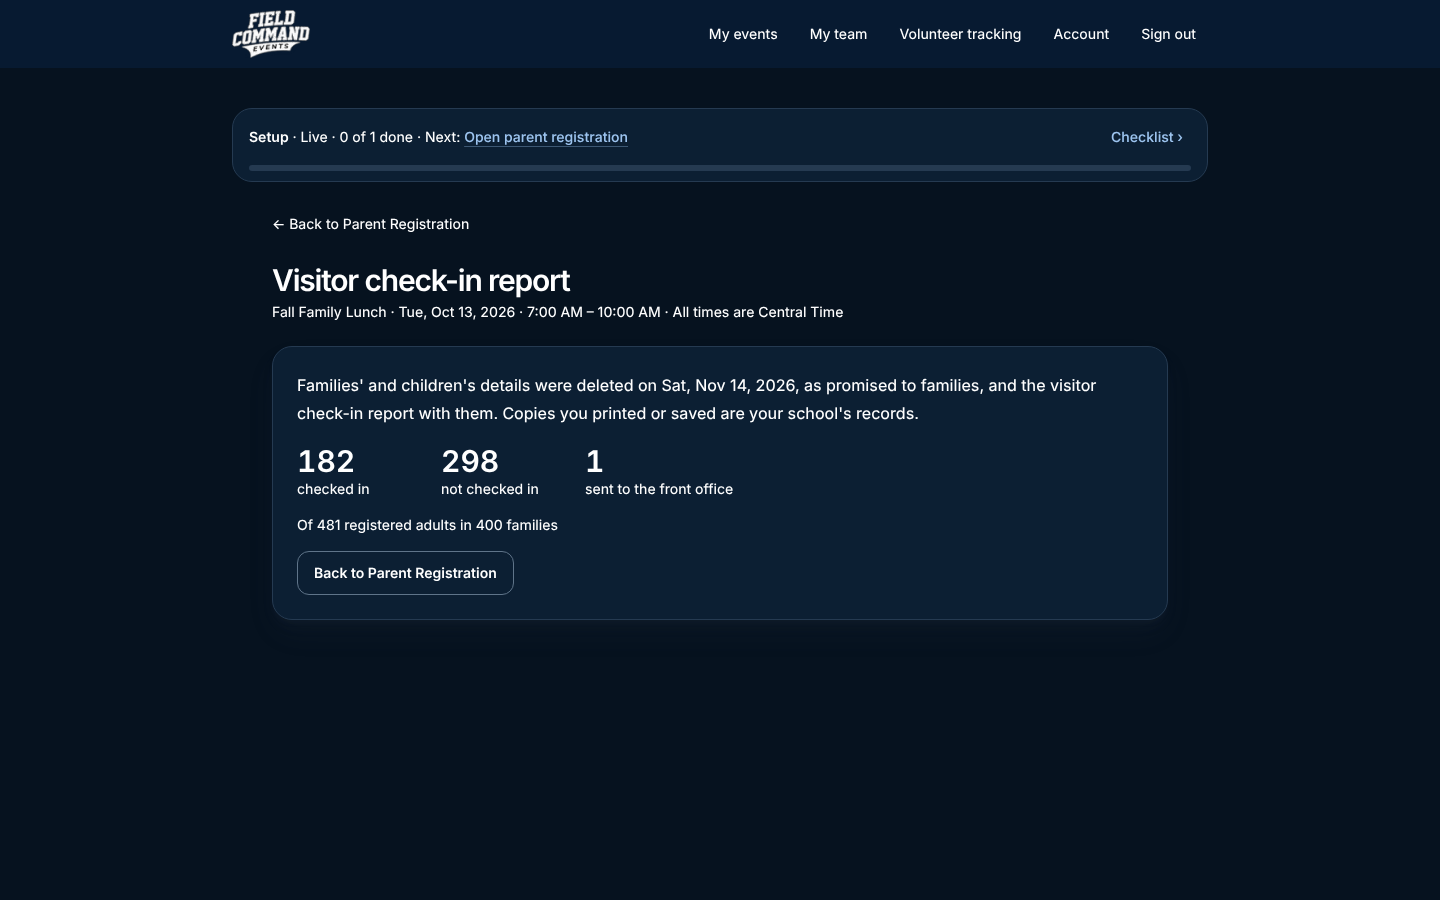 FIELD
COMMAND
EVENTS
My events
My team
Volunteer tracking
Account
Sign out
Setup · Live · 0 of 1 done · Next: Open parent registration
Checklist ›
← Back to Parent Registration
Visitor check-in report
Fall Family Lunch · Tue, Oct 13, 2026 · 7:00 AM – 10:00 AM · All times are Central Time
Families' and children's details were deleted on Sat, Nov 14, 2026, as promised to families, and the visitor
check-in report with them. Copies you printed or saved are your school's records.
182
checked in
298
not checked in
1
sent to the front office
Of 481 registered adults in 400 families
Back to Parent Registration